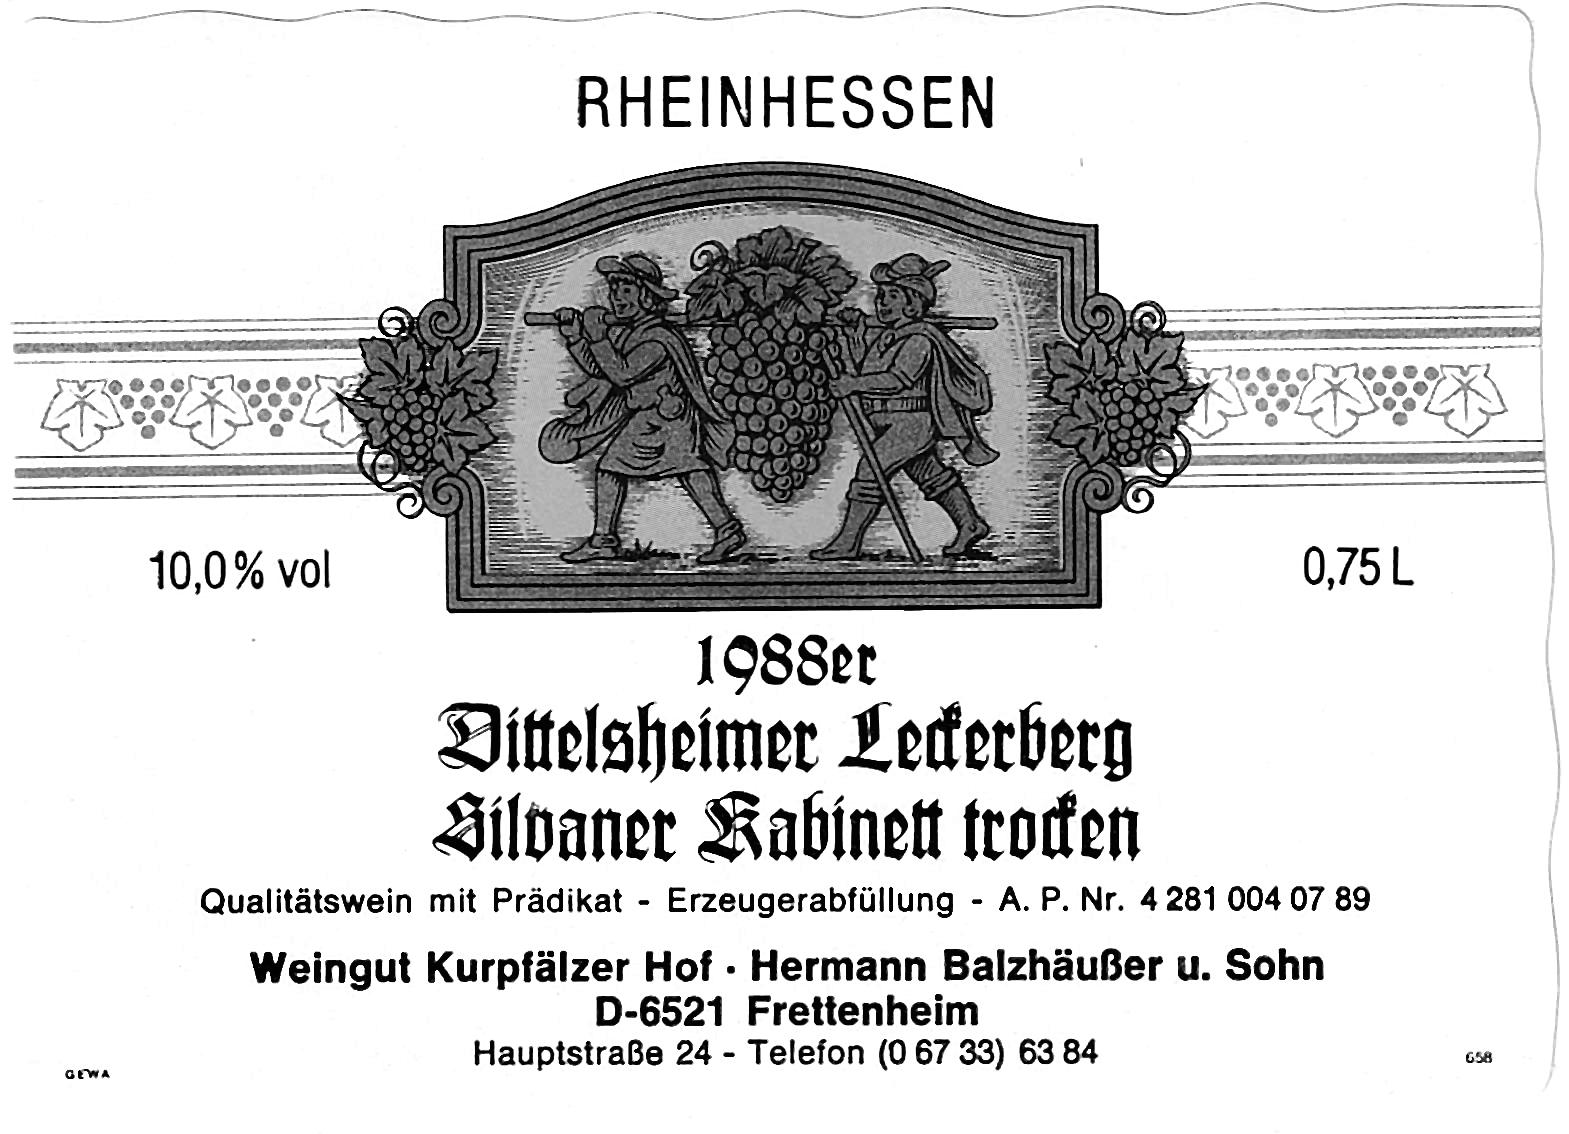 RHEINHESSEN
10,0% vol
0,75 L
1988er
Dittelsheimer Leckerberg
Silvaner Kabinett trocken
Qualitätswein mit Prädikat - Erzeugerabfüllung - A. P. Nr. 4 281 004 07 89
Weingut Kurpfälzer Hof · Hermann Balzhäußer u. Sohn
D-6521 Frettenheim
Hauptstraße 24 - Telefon (0 67 33) 63 84
GEWA
658